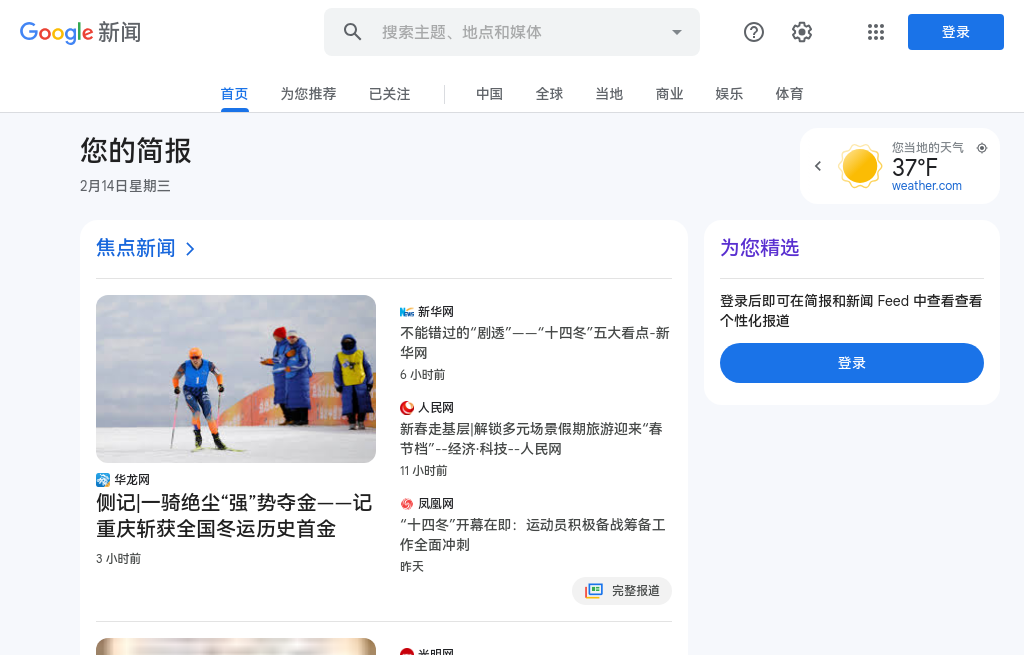 Google 新闻
搜索主题、地点和媒体
登录
首页
为您推荐
已关注
中国
全球
当地
商业
娱乐
体育
您的简报
2月14日星期三
您当地的天气
37°F
weather.com
焦点新闻
华龙网
侧记|一骑绝尘“强”势夺金——记
重庆斩获全国冬运历史首金
3 小时前
新华网
不能错过的“剧透”——“十四冬”五大看点-新
华网
6 小时前
人民网
新春走基层|解锁多元场景假期旅游迎来“春
节档”--经济·科技--人民网
11 小时前
凤凰网
“十四冬”开幕在即：运动员积极备战筹备工
作全面冲刺
昨天
完整报道
光明网
为您精选
登录后即可在简报和新闻 Feed 中查看查看
个性化报道
登录